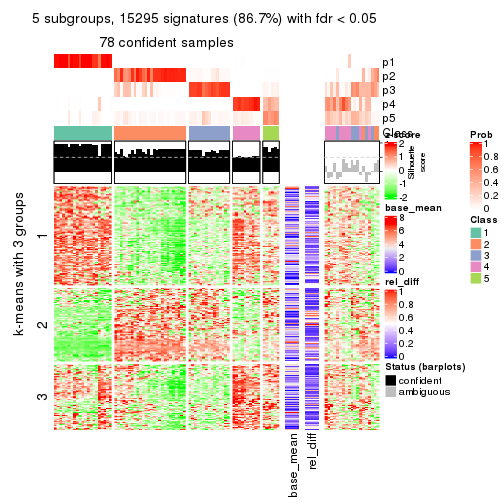 5 subgroups, 15295 signatures (86.7%) with fdr < 0.05
78 confident samples
p1
p2
p3
p4
p5
Class
z-score
2
1
0
-1
-2
Silhouette
score
Prob
1
0.8
0.6
0.4
0.2
0
base_mean
8
6
4
2
0
Class
1
2
3
4
5
rel_diff
1
0.8
0.6
0.4
0.2
0
Status (barplots)
confident
ambiguous
k-means with 3 groups
1
2
3
base_mean
rel_diff